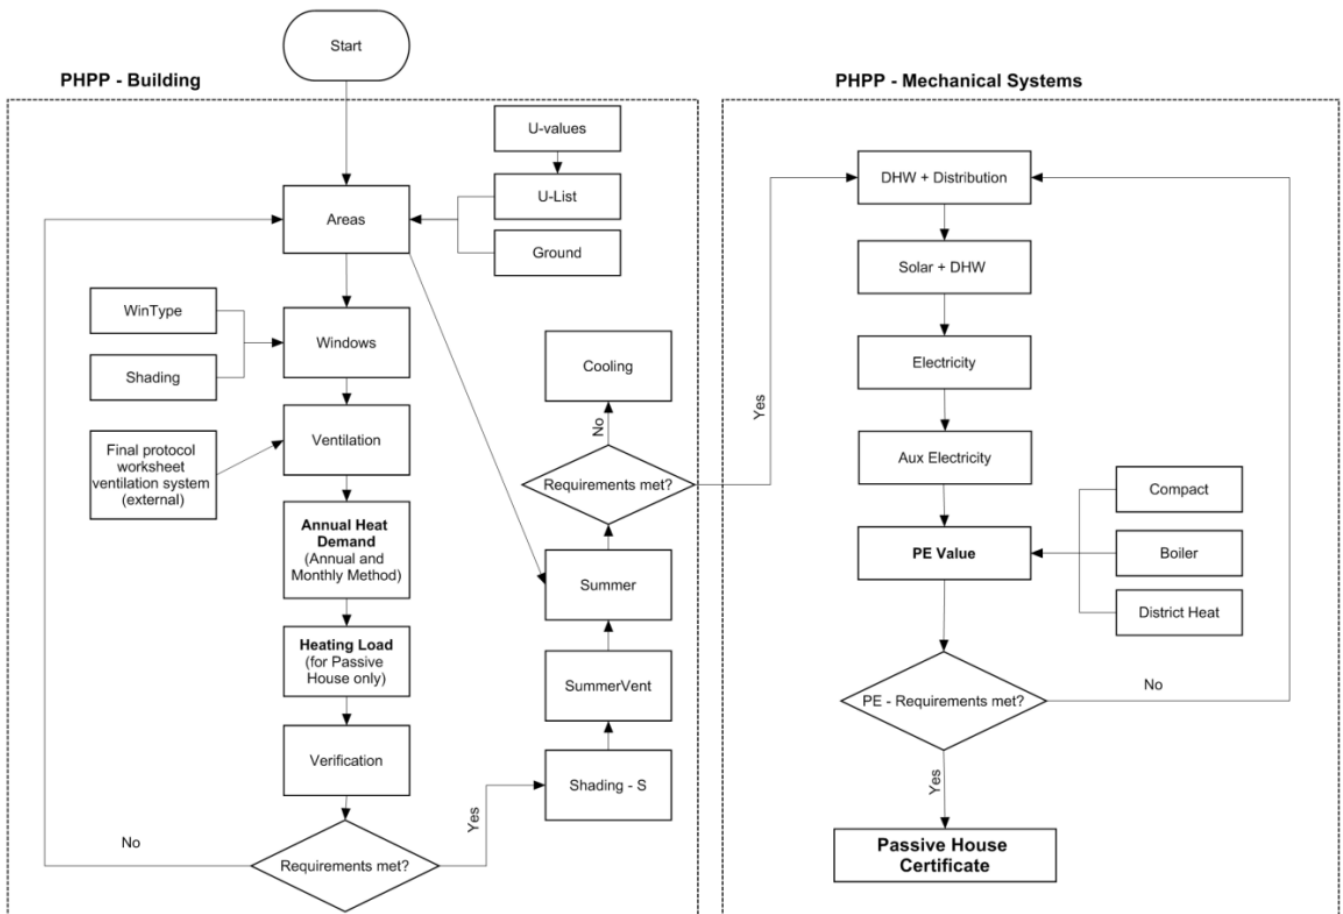 Start
PHPP - Building
PHPP - Mechanical Systems
U-values
U-List
Ground
Areas
WinType
Shading
Windows
Ventilation
Final protocol
worksheet
ventilation system
(external)
Annual Heat
Demand
(Annual and
Monthly Method)
Heating Load
(for Passive
House only)
Verification
Requirements met?
No
Yes
Shading - S
SummerVent
Summer
Requirements met?
No
Cooling
Yes
DHW + Distribution
Solar + DHW
Electricity
Aux Electricity
PE Value
Compact
Boiler
District Heat
PE - Requirements met?
No
Yes
Passive House
Certificate